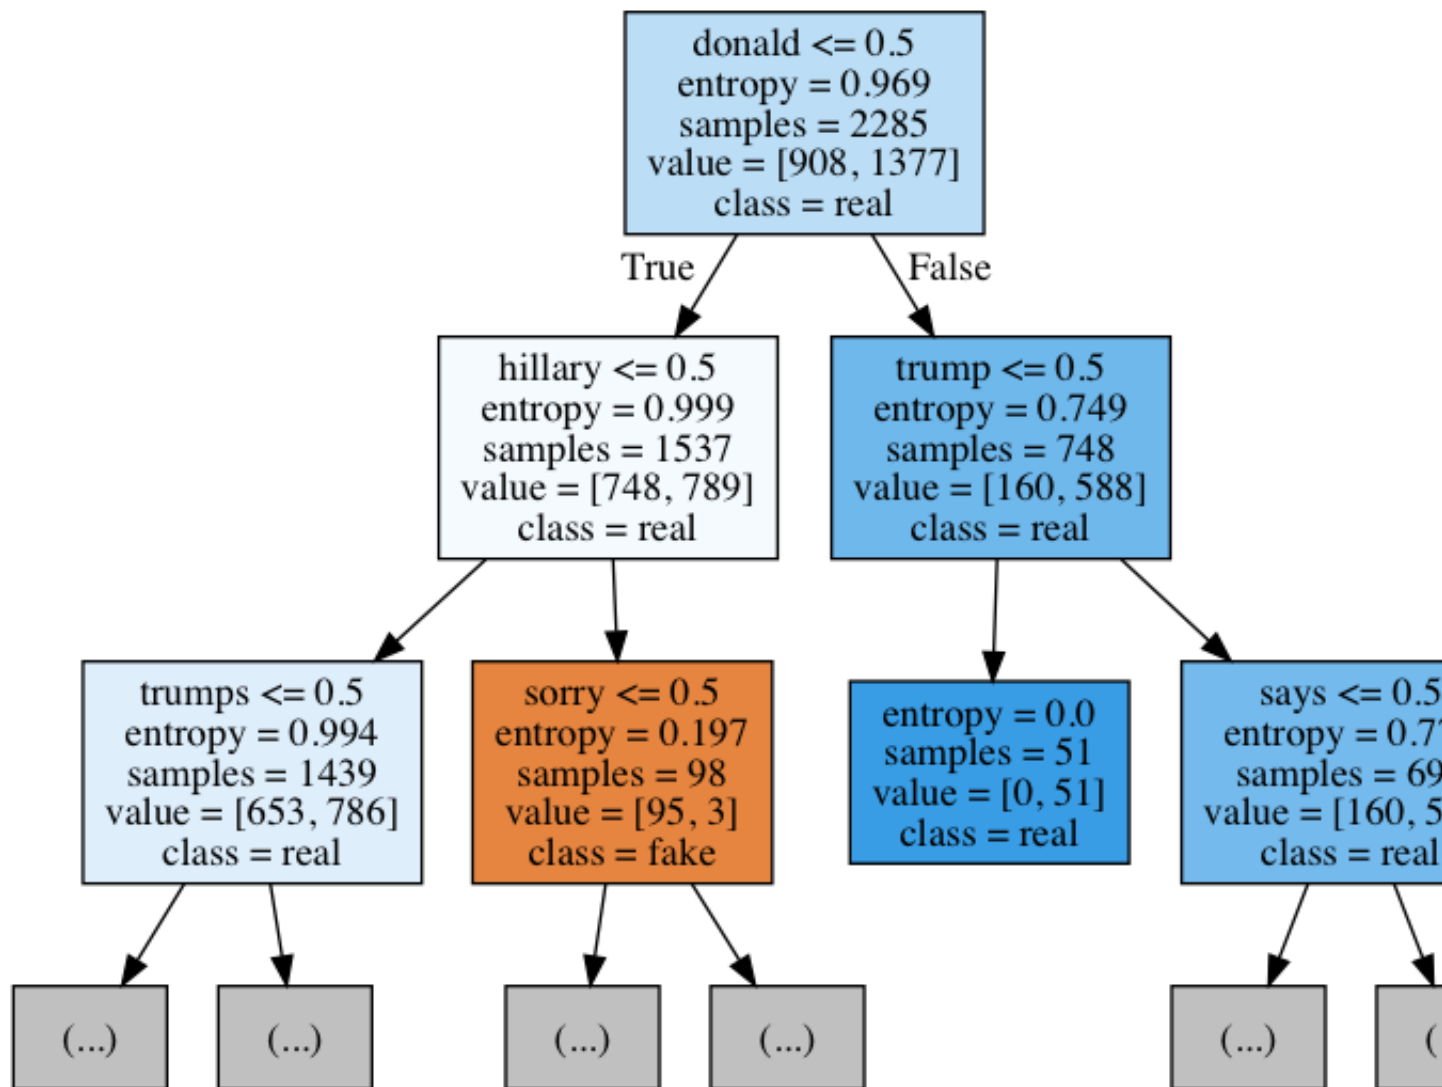 donald <= 0.5
entropy = 0.969
samples = 2285
value = [908, 1377]
class = real
True
False
hillary <= 0.5
entropy = 0.999
samples = 1537
value = [748, 789]
class = real
trump <= 0.5
entropy = 0.749
samples = 748
value = [160, 588]
class = real
trumps <= 0.5
entropy = 0.994
samples = 1439
value = [653, 786]
class = real
sorry <= 0.5
entropy = 0.197
samples = 98
value = [95, 3]
class = fake
entropy = 0.0
samples = 51
value = [0, 51]
class = real
says <= 0.5
entropy =
samples =
value = [160,
class = real
(...)
(...)
(...)
(...)
(...)
(